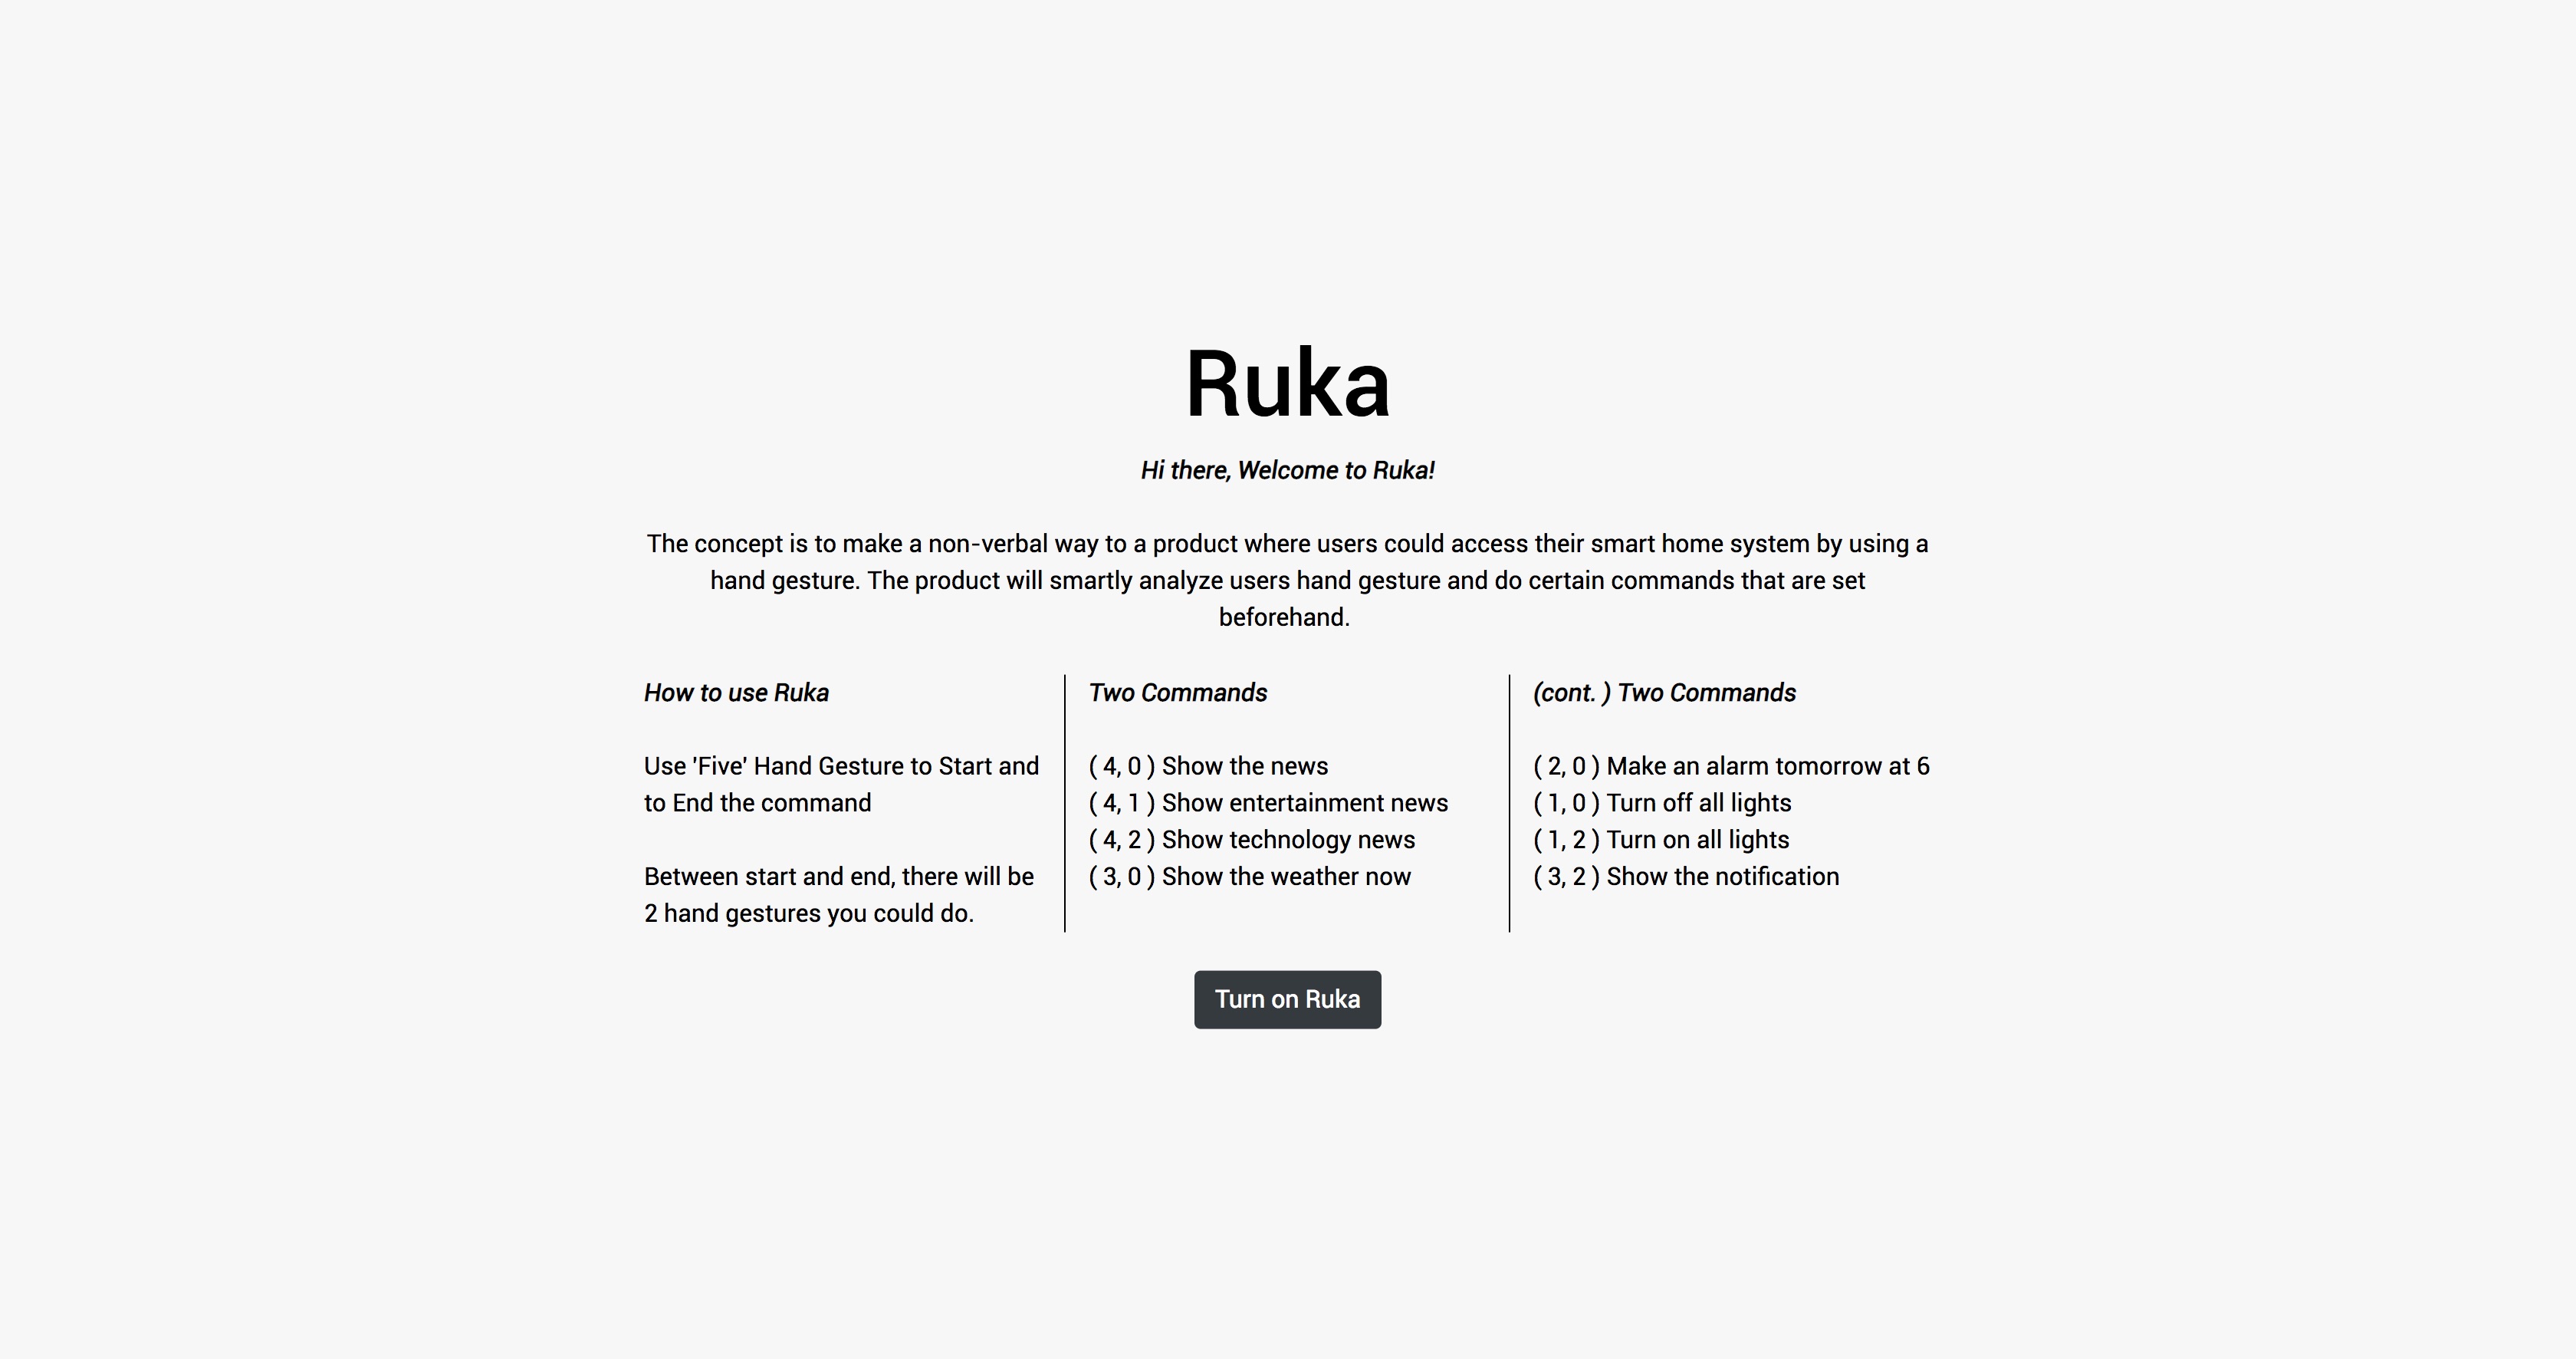 Ruka
Hi there, Welcome to Ruka!
The concept is to make a non-verbal way to a product where users could access their smart home system by using a
hand gesture. The product will smartly analyze users hand gesture and do certain commands that are set
beforehand.
How to use Ruka
Use 'Five' Hand Gesture to Start and
to End the command
Between start and end, there will be
2 hand gestures you could do.
Two Commands
( 4, 0 ) Show the news
( 4, 1 ) Show entertainment news
( 4, 2 ) Show technology news
( 3, 0 ) Show the weather now
(cont. ) Two Commands
( 2, 0 ) Make an alarm tomorrow at 6
( 1, 0 ) Turn off all lights
( 1, 2 ) Turn on all lights
( 3, 2 ) Show the notification
Turn on Ruka